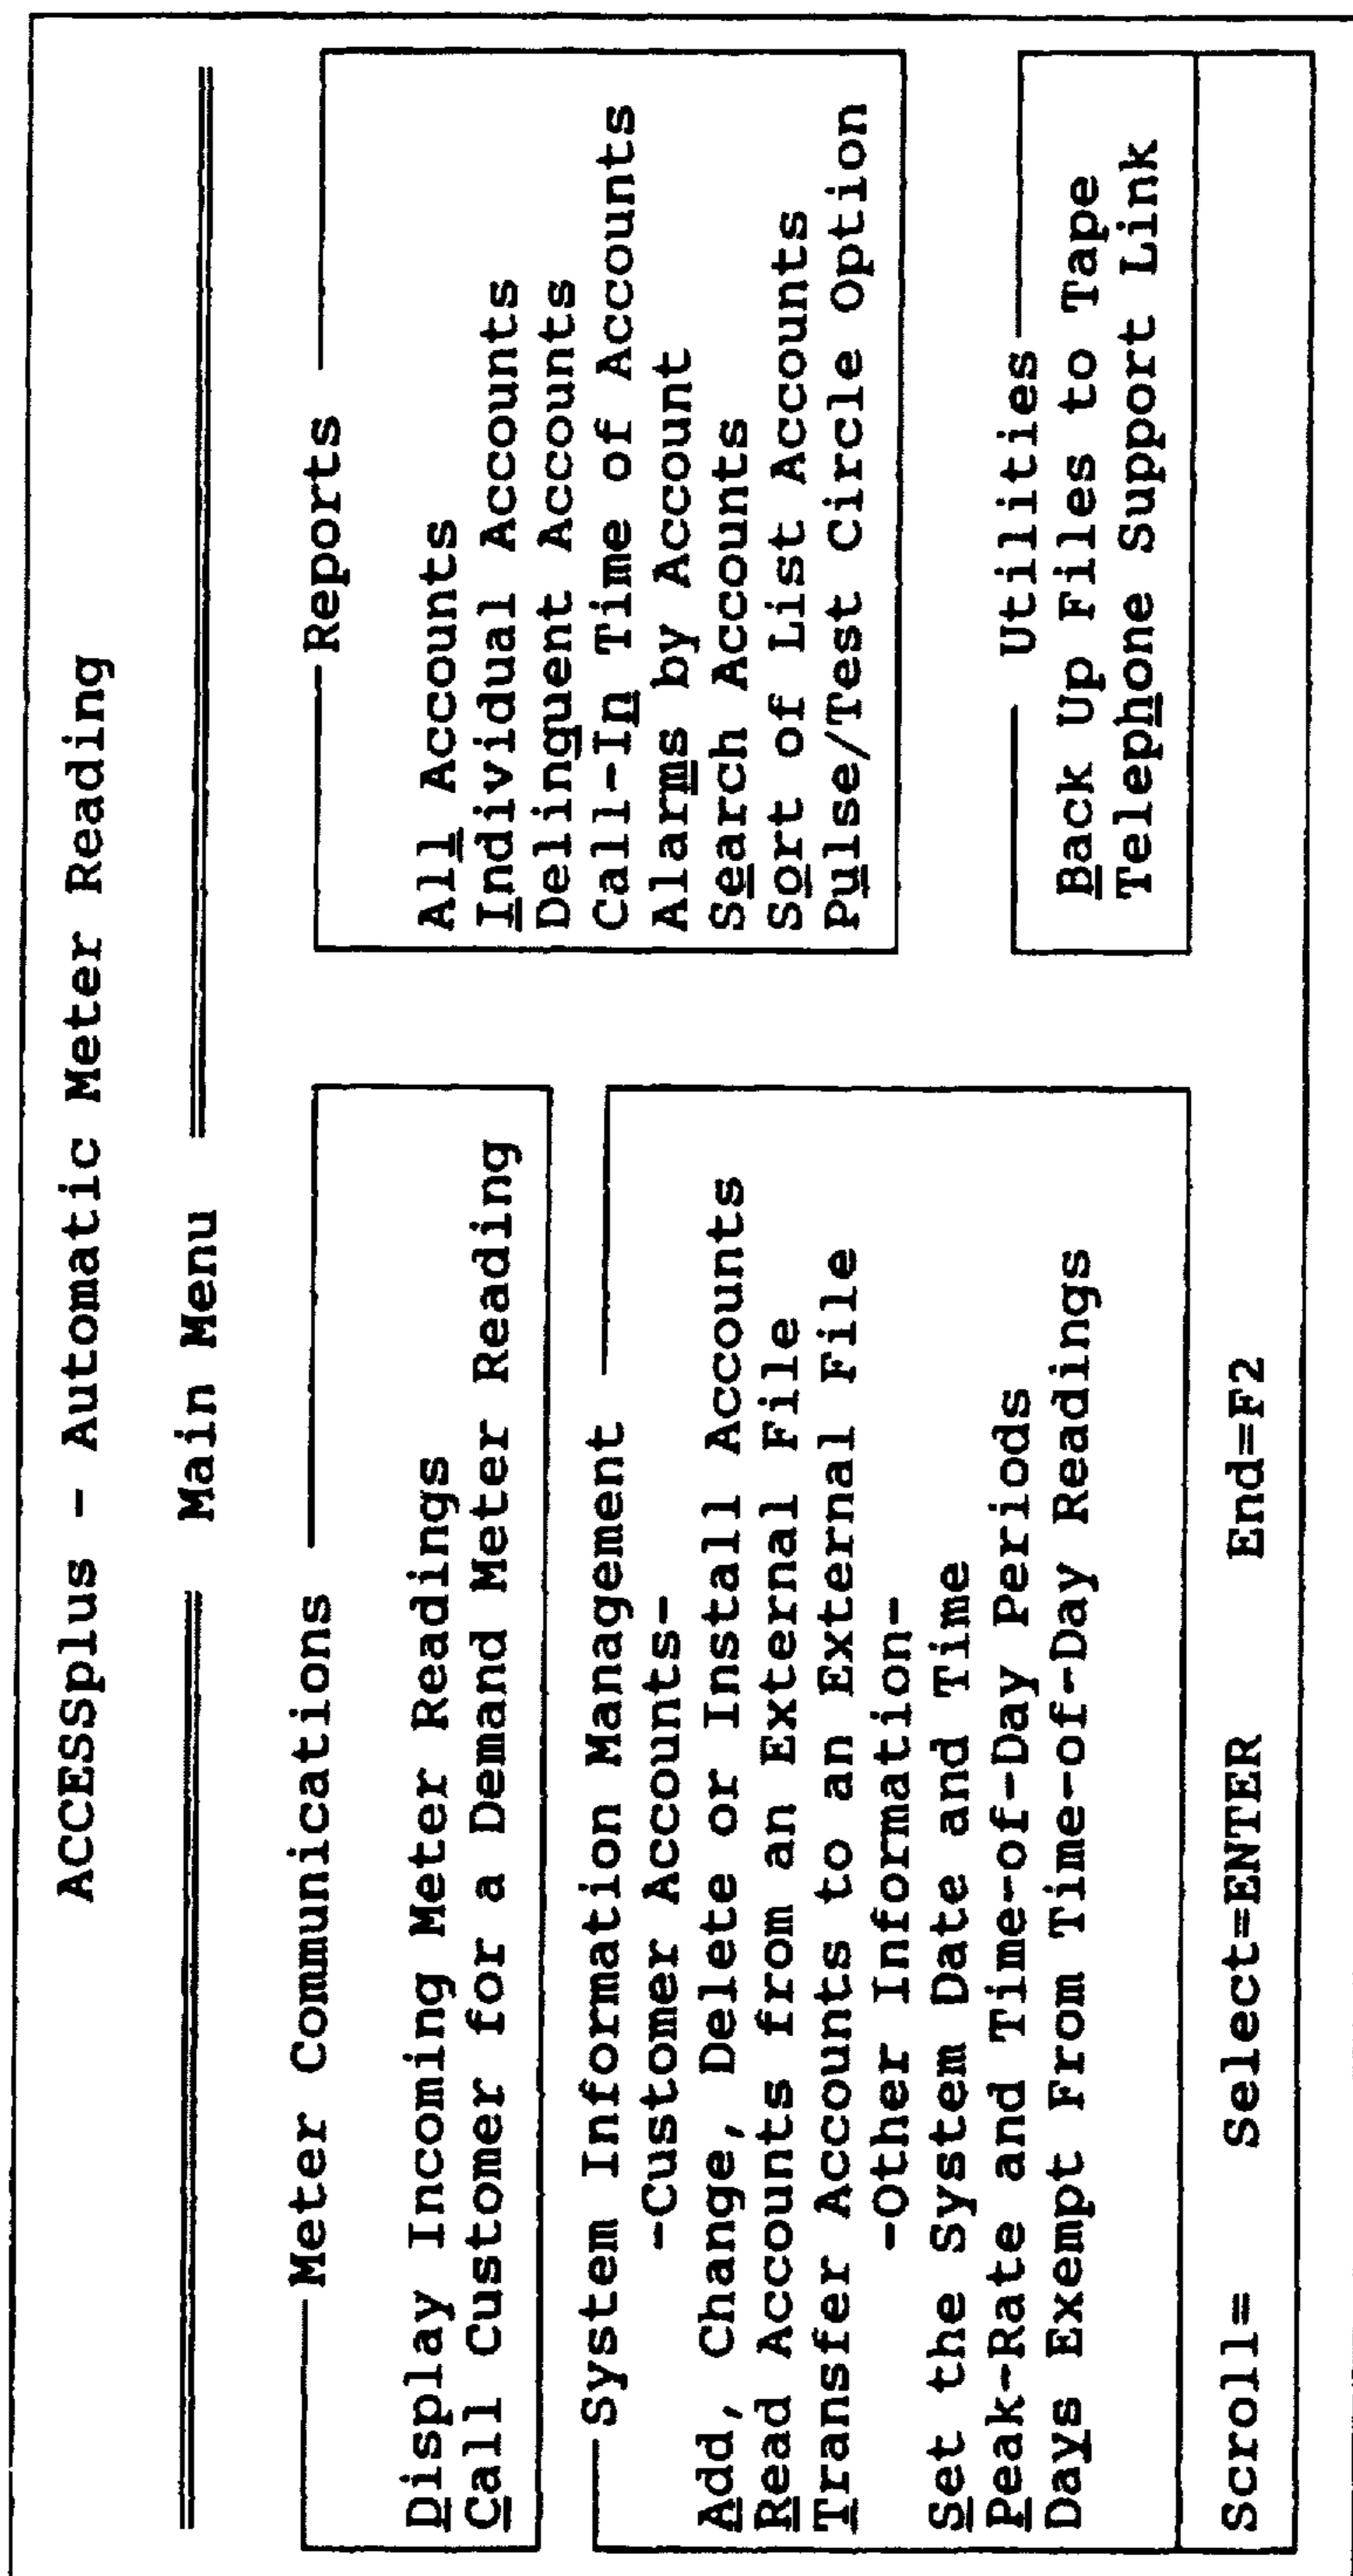 ACCESSplus - Automatic Meter Reading
Main Menu
Meter Communications
Display Incoming Meter Readings
Call Customer for a Demand Meter Reading
System Information Management
-Customer Accounts-
Add, Change, Delete or Install Accounts
Read Accounts from an External File
Transfer Accounts to an External File
-Other Information-
Set the System Date and Time
Peak-Rate and Time-of-Day Periods
Days Exempt From Time-of-Day Readings
Reports
All Accounts
Individual Accounts
Delinquent Accounts
Call-In Time of Accounts
Alarms by Account
Search Accounts
Sort of List Accounts
Pulse/Test Circle Option
Utilities
Back Up Files to Tape
Telephone Support Link
Scroll= Select=ENTER End=F2